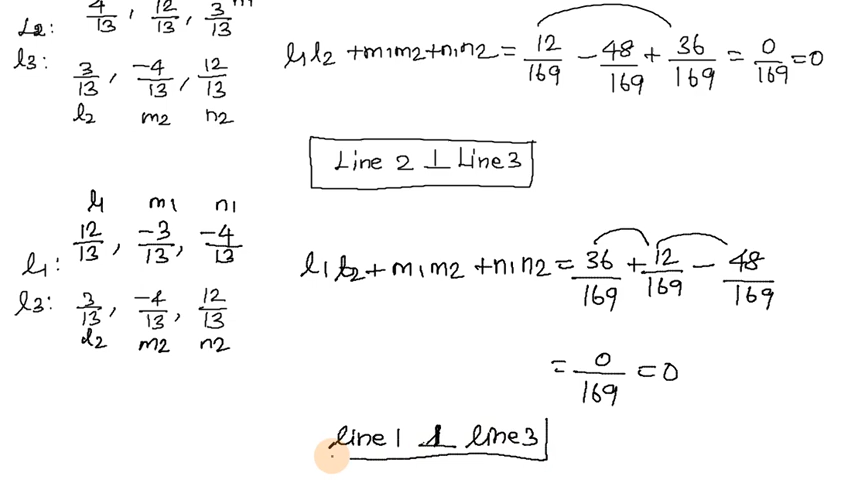 L2: 4/13, 12/13, 3/13
l3: 3/13, -4/13, 12/13
l2 m2 n2
l1l2 + m1m2 + n1n2 = 12/169 - 48/169 + 36/169 = 0/169 = 0
Line 2 ⊥ Line 3
l1 m1 n1
l1: 12/13, -3/13, -4/13
l3: 3/13, -4/13, 12/13
l2 m2 n2
l1l2 + m1m2 + n1n2 = 36/169 + 12/169 - 48/169
= 0/169 = 0
line 1 ⊥ line 3